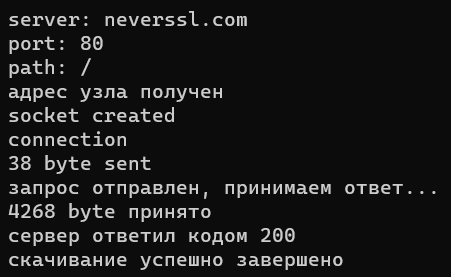 server: neverssl.com
port: 80
path: /
адрес узла получен
socket created
connection
38 byte sent
запрос отправлен, принимаем ответ...
4268 byte принято
сервер ответил кодом 200
скачивание успешно завершено